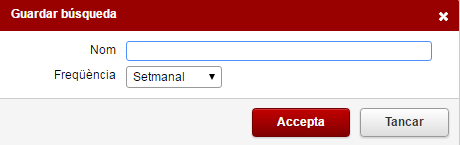 Guardar búsqueda
Nom
Freqüència Setmanal
Accepta Tancar